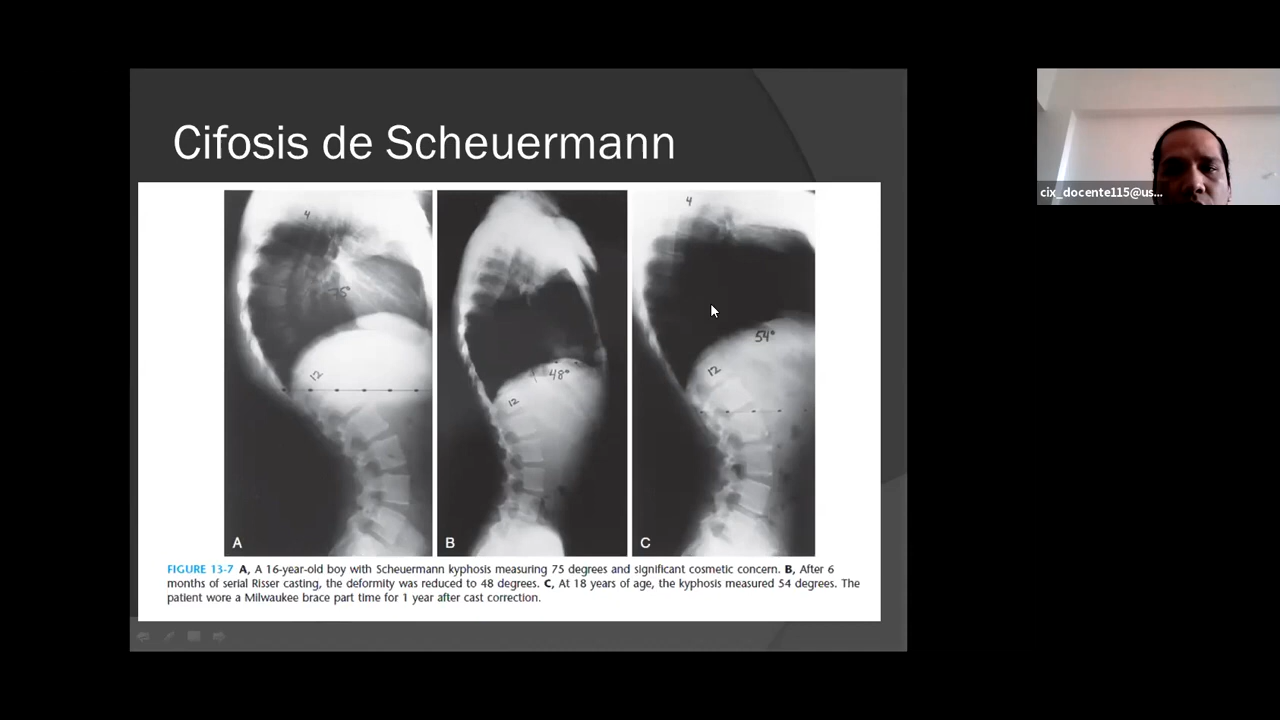 Cifosis de Scheuermann
cix_docente115@us...
4
75°
12
A
48°
12
B
4
54°
12
C
FIGURE 13-7 A, A 16-year-old boy with Scheuermann kyphosis measuring 75 degrees and significant cosmetic concern. B, After 6
months of serial Risser casting, the deformity was reduced to 48 degrees. C, At 18 years of age, the kyphosis measured 54 degrees. The
patient wore a Milwaukee brace part time for 1 year after cast correction.